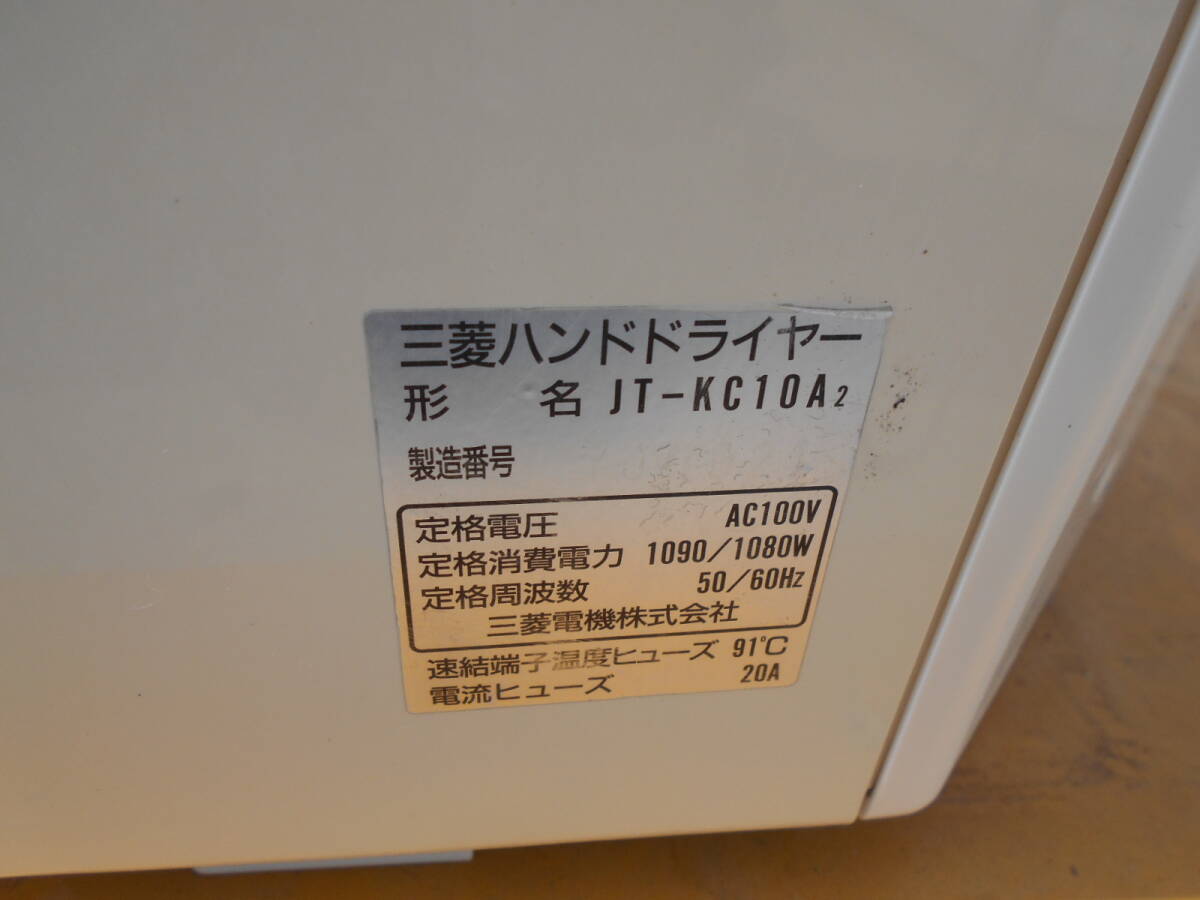 三菱ハンドドライヤー
形 名 JT-KC10A2
製造番号
定格電圧 AC100V
定格消費電力 1090/1080W
定格周波数 50/60Hz
三菱電機株式会社
速結端子温度ヒューズ 91℃
電流ヒューズ 20A